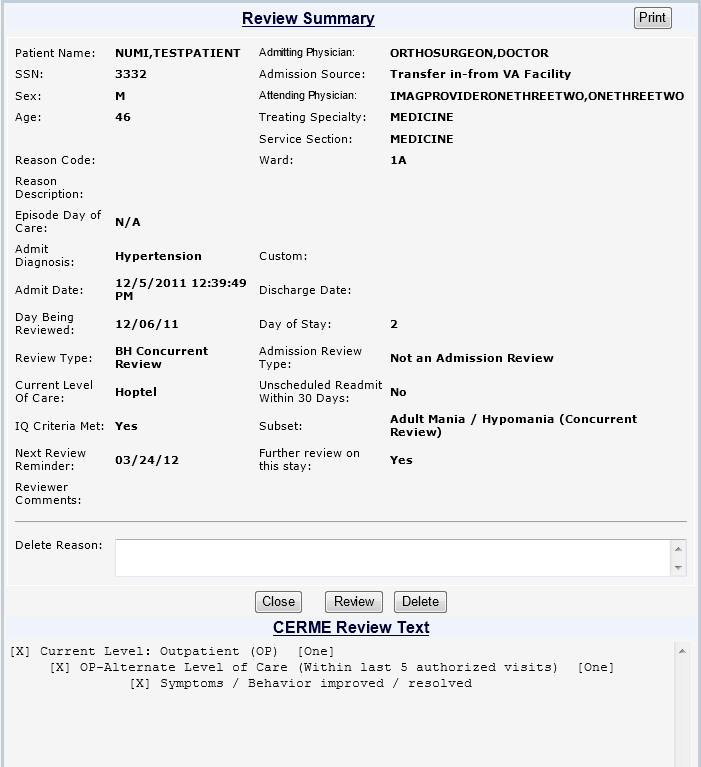 Review Summary
Print
Patient Name: NUMI,TESTPATIENT Admitting Physician: ORTHOSURGEON,DOCTOR
SSN: 3332 Admission Source: Transfer in-from VA Facility
Sex: M Attending Physician: IMAGPROVIDERONETHREETWO,ONETHREETWO
Age: 46 Treating Specialty: MEDICINE
Service Section: MEDICINE
Reason Code: Ward: 1A
Reason
Description:
Episode Day of
Care: N/A
Admit
Diagnosis: Hypertension Custom:
Admit Date: 12/5/2011 12:39:49
PM Discharge Date:
Day Being
Reviewed: 12/06/11 Day of Stay: 2
Review Type: BH Concurrent
Review Admission Review
Type: Not an Admission Review
Current Level
Of Care: Hoptel Unscheduled Readmit
Within 30 Days: No
IQ Criteria Met: Yes Subset: Adult Mania / Hypomania (Concurrent
Review)
Next Review
Reminder: 03/24/12 Further review on
this stay: Yes
Reviewer
Comments:
Delete Reason:
Close Review Delete
CERME Review Text
[X] Current Level: Outpatient (OP) [One]
[X] OP-Alternate Level of Care (Within last 5 authorized visits) [One]
[X] Symptoms / Behavior improved / resolved